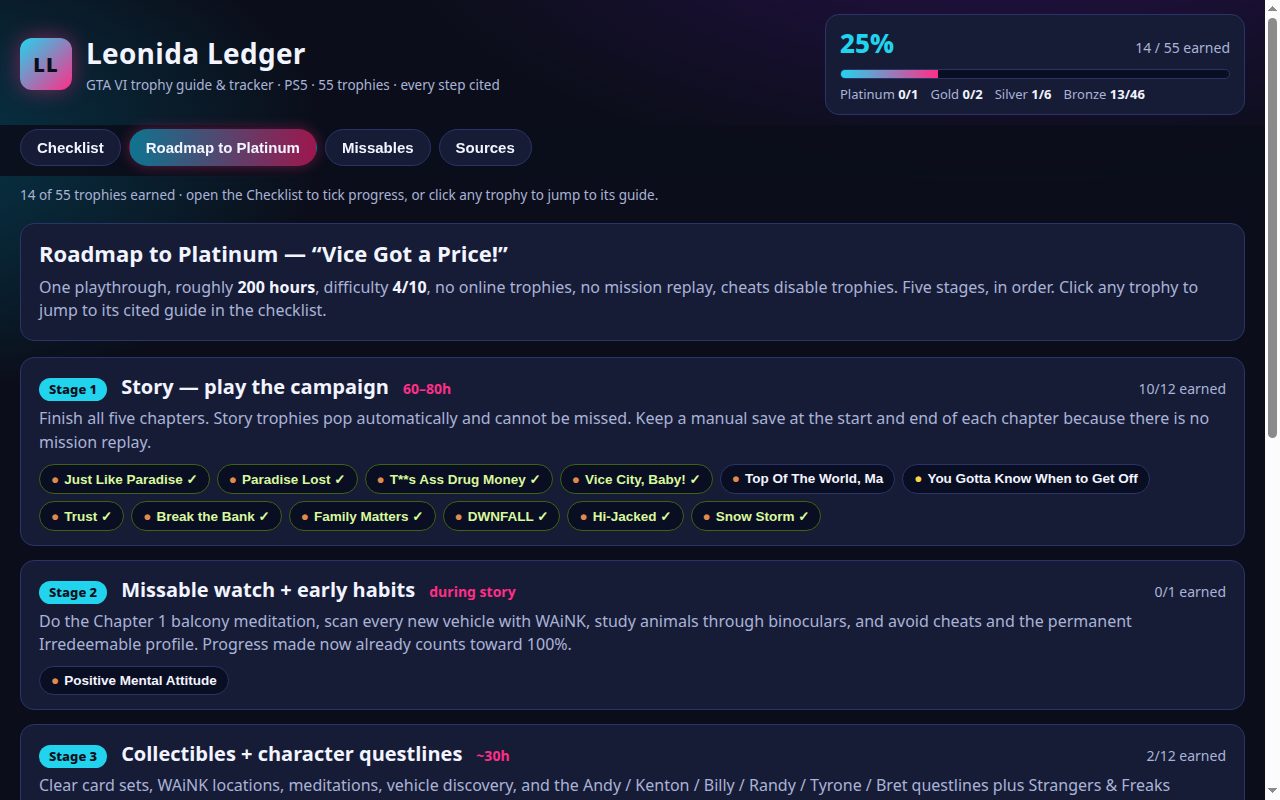 LL
Leonida Ledger
GTA VI trophy guide & tracker · PS5 · 55 trophies · every step cited
25%
14 / 55 earned
Platinum 0/1 Gold 0/2 Silver 1/6 Bronze 13/46
Checklist
Roadmap to Platinum
Missables
Sources
14 of 55 trophies earned · open the Checklist to tick progress, or click any trophy to jump to its guide.
Roadmap to Platinum — “Vice Got a Price!”
One playthrough, roughly 200 hours, difficulty 4/10, no online trophies, no mission replay, cheats disable trophies. Five stages, in order. Click any trophy to
jump to its cited guide in the checklist.
Stage 1 Story — play the campaign 60–80h 10/12 earned
Finish all five chapters. Story trophies pop automatically and cannot be missed. Keep a manual save at the start and end of each chapter because there is no
mission replay.
● Just Like Paradise ✓ ● Paradise Lost ✓ ● T**s Ass Drug Money ✓ ● Vice City, Baby! ✓ ● Top Of The World, Ma ● You Gotta Know When to Get Off
● Trust ✓ ● Break the Bank ✓ ● Family Matters ✓ ● DWNFALL ✓ ● Hi-Jacked ✓ ● Snow Storm ✓
Stage 2 Missable watch + early habits during story 0/1 earned
Do the Chapter 1 balcony meditation, scan every new vehicle with WAiNK, study animals through binoculars, and avoid cheats and the permanent
Irredeemable profile. Progress made now already counts toward 100%.
● Positive Mental Attitude
Stage 3 Collectibles + character questlines ~30h 2/12 earned
Clear card sets, WAiNK locations, meditations, vehicle discovery, and the Andy / Kenton / Billy / Randy / Tyrone / Bret questlines plus Strangers & Freaks